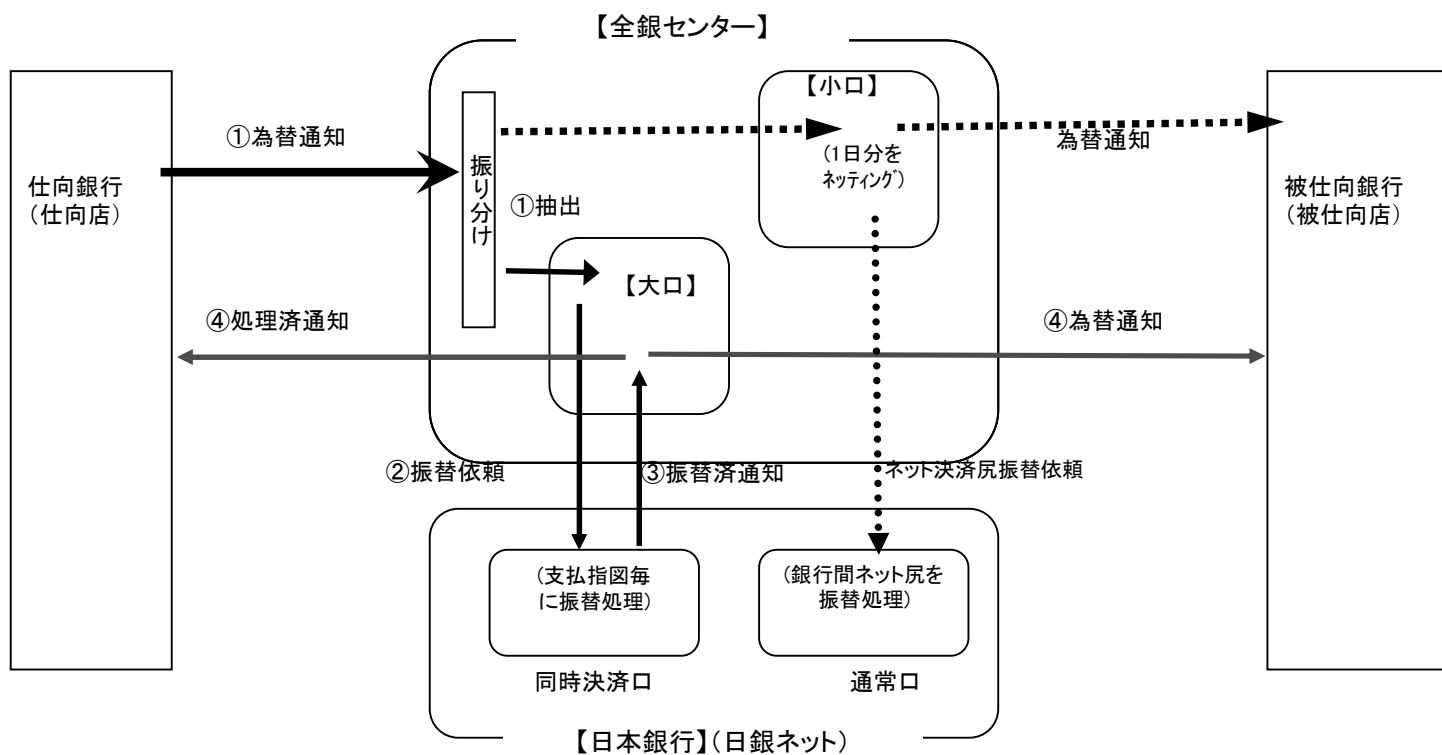 【全銀センター】
【小口】
①為替通知
為替通知
(1日分を
ﾈｯﾃｨﾝｸﾞ)
振り分け
仕向銀行
（仕向店）
被仕向銀行
（被仕向店）
①抽出
【大口】
④処理済通知
④為替通知
②振替依頼
③振替済通知
ネット決済尻振替依頼
(支払指図毎
に振替処理)
(銀行間ネット尻を
振替処理)
同時決済口
通常口
【日本銀行】(日銀ネット)